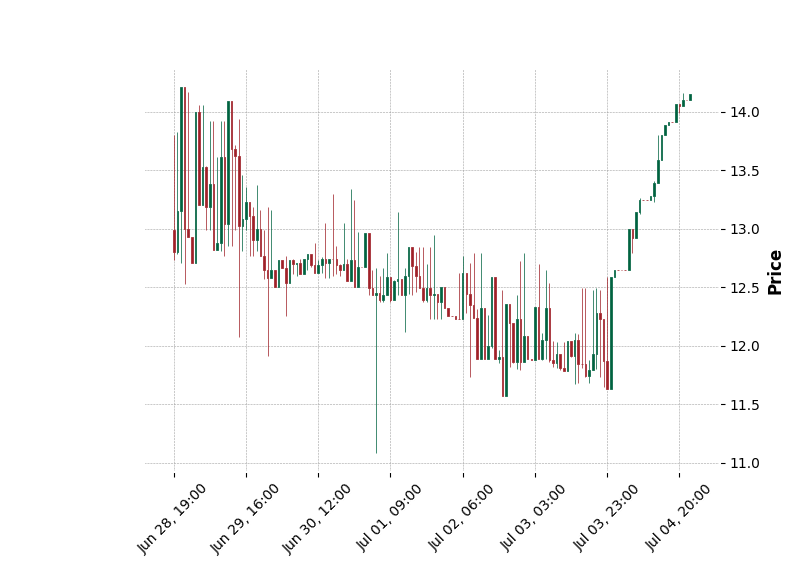 14.0
13.5
13.0
12.5
12.0
11.5
11.0
Price
Jun 28, 19:00
Jun 29, 16:00
Jun 30, 12:00
Jul 01, 09:00
Jul 02, 06:00
Jul 03, 03:00
Jul 03, 23:00
Jul 04, 20:00